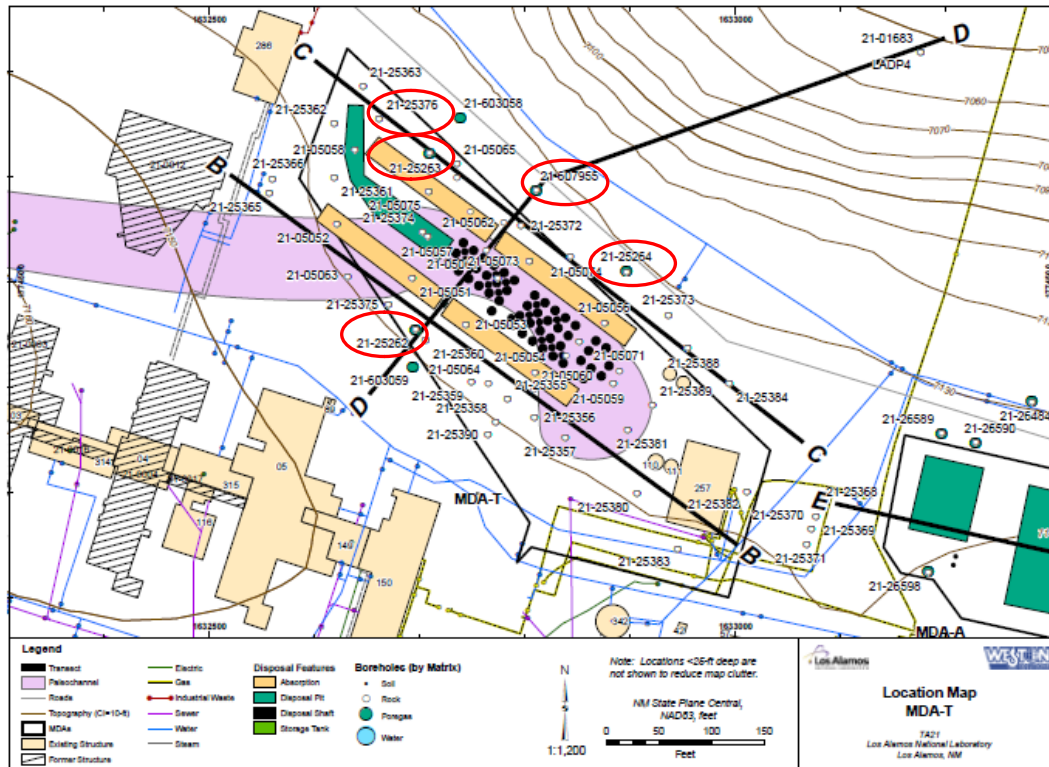 1632500
1633000
D
21-01683
LADP4
7100
7070
7060
286
C
21-25363
21-25376
21-603058
21-25362
21-05058
21-05065
21-25263
21-607955
B
21-25366
21-25365
21-25361
21-05075
21-25374
21-05062
21-25372
21-05052
21-05057
21-05073
21-25264
21-05063
21-05051
21-05056
21-25373
21-25375
21-05053
21-25262
21-25360
21-05054
21-05071
21-25388
21-603059
21-05064
21-25355
21-05060
21-25389
21-25384
D
21-25359
21-05059
21-25358
21-25356
21-25390
21-25357
21-25381
C
7130
21-26484
21-26589
21-26590
05
315
116
149
150
MDA-T
110
257
21-25382
21-25380
E
21-25368
21-25370
21-25369
21-25371
21-25383
B
21-26598
342
MDA-A
1632500
1633000
Legend
Transect
Paleochannel
Roads
Topography (CI=10-ft)
MDAs
Existing Structure
Former Structure
Electric
Gas
Industrial Waste
Sewer
Water
Steam
Disposal Features
Absorption
Disposal Pit
Disposal Shaft
Storage Tank
Boreholes (by Matrix)
Soil
Rock
Poregas
Water
N
S
1:1,200
Note: Locations <25-ft deep are
not shown to reduce map clutter.
NM State Plane Central,
NAD83, feet
0 50 100 150
Feet
Los Alamos
WESTON
Location Map
MDA-T
TA21
Los Alamos National Laboratory
Los Alamos, NM